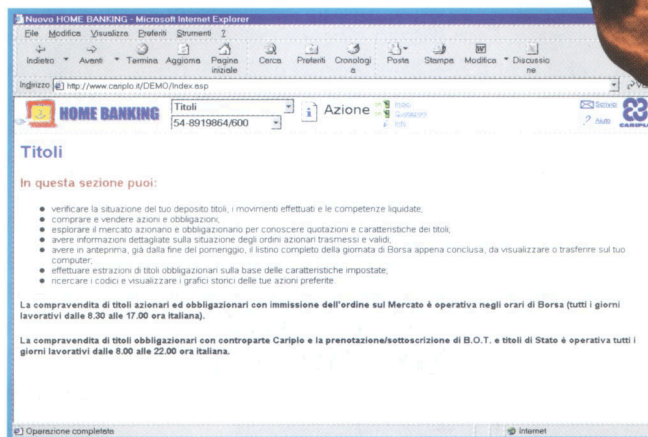 Nuovo HOME BANKING - Microsoft Internet Explorer
File Modifica Visualizza Preferiti Strumenti ?
Indietro Avanti Termina Aggiorna Pagina iniziale Cerca Preferiti Cronologia Posta Stampa Modifica Discussione
Indirizzo http://www.cariplo.it/DEMO/Index.asp
HOME BANKING Titoli Azione
54-8919864/600
CARIPLO
Titoli
In questa sezione puoi:
verificare la situazione del tuo deposito titoli, i movimenti effettuati e le competenze liquidate;
comprare e vendere azioni e obbligazioni;
esplorare il mercato azionario e obbligazionario per conoscere quotazioni e caratteristiche dei titoli;
avere informazioni dettagliate sulla situazione degli ordini azionari trasmessi e validi;
avere in anteprima, già dalla fine del pomeriggio, il listino completo della giornata di Borsa appena conclusa, da visualizzare o trasferire sul tuo
computer;
effettuare estrazioni di titoli obbligazionari sulla base delle caratteristiche impostate;
ricercare i codici e visualizzare i grafici storici delle tue azioni preferite.
La compravendita di titoli azionari ed obbligazionari con immissione dell'ordine sul Mercato è operativa negli orari di Borsa (tutti i giorni
lavorativi dalle 8.30 alle 17.00 ora italiana).
La compravendita di titoli obbligazionari con controparte Cariplo e la prenotazione/sottoscrizione di B.O.T. e titoli di Stato è operativa tutti i
giorni lavorativi dalle 8.00 alle 22.00 ora italiana.
Operazione completata Internet